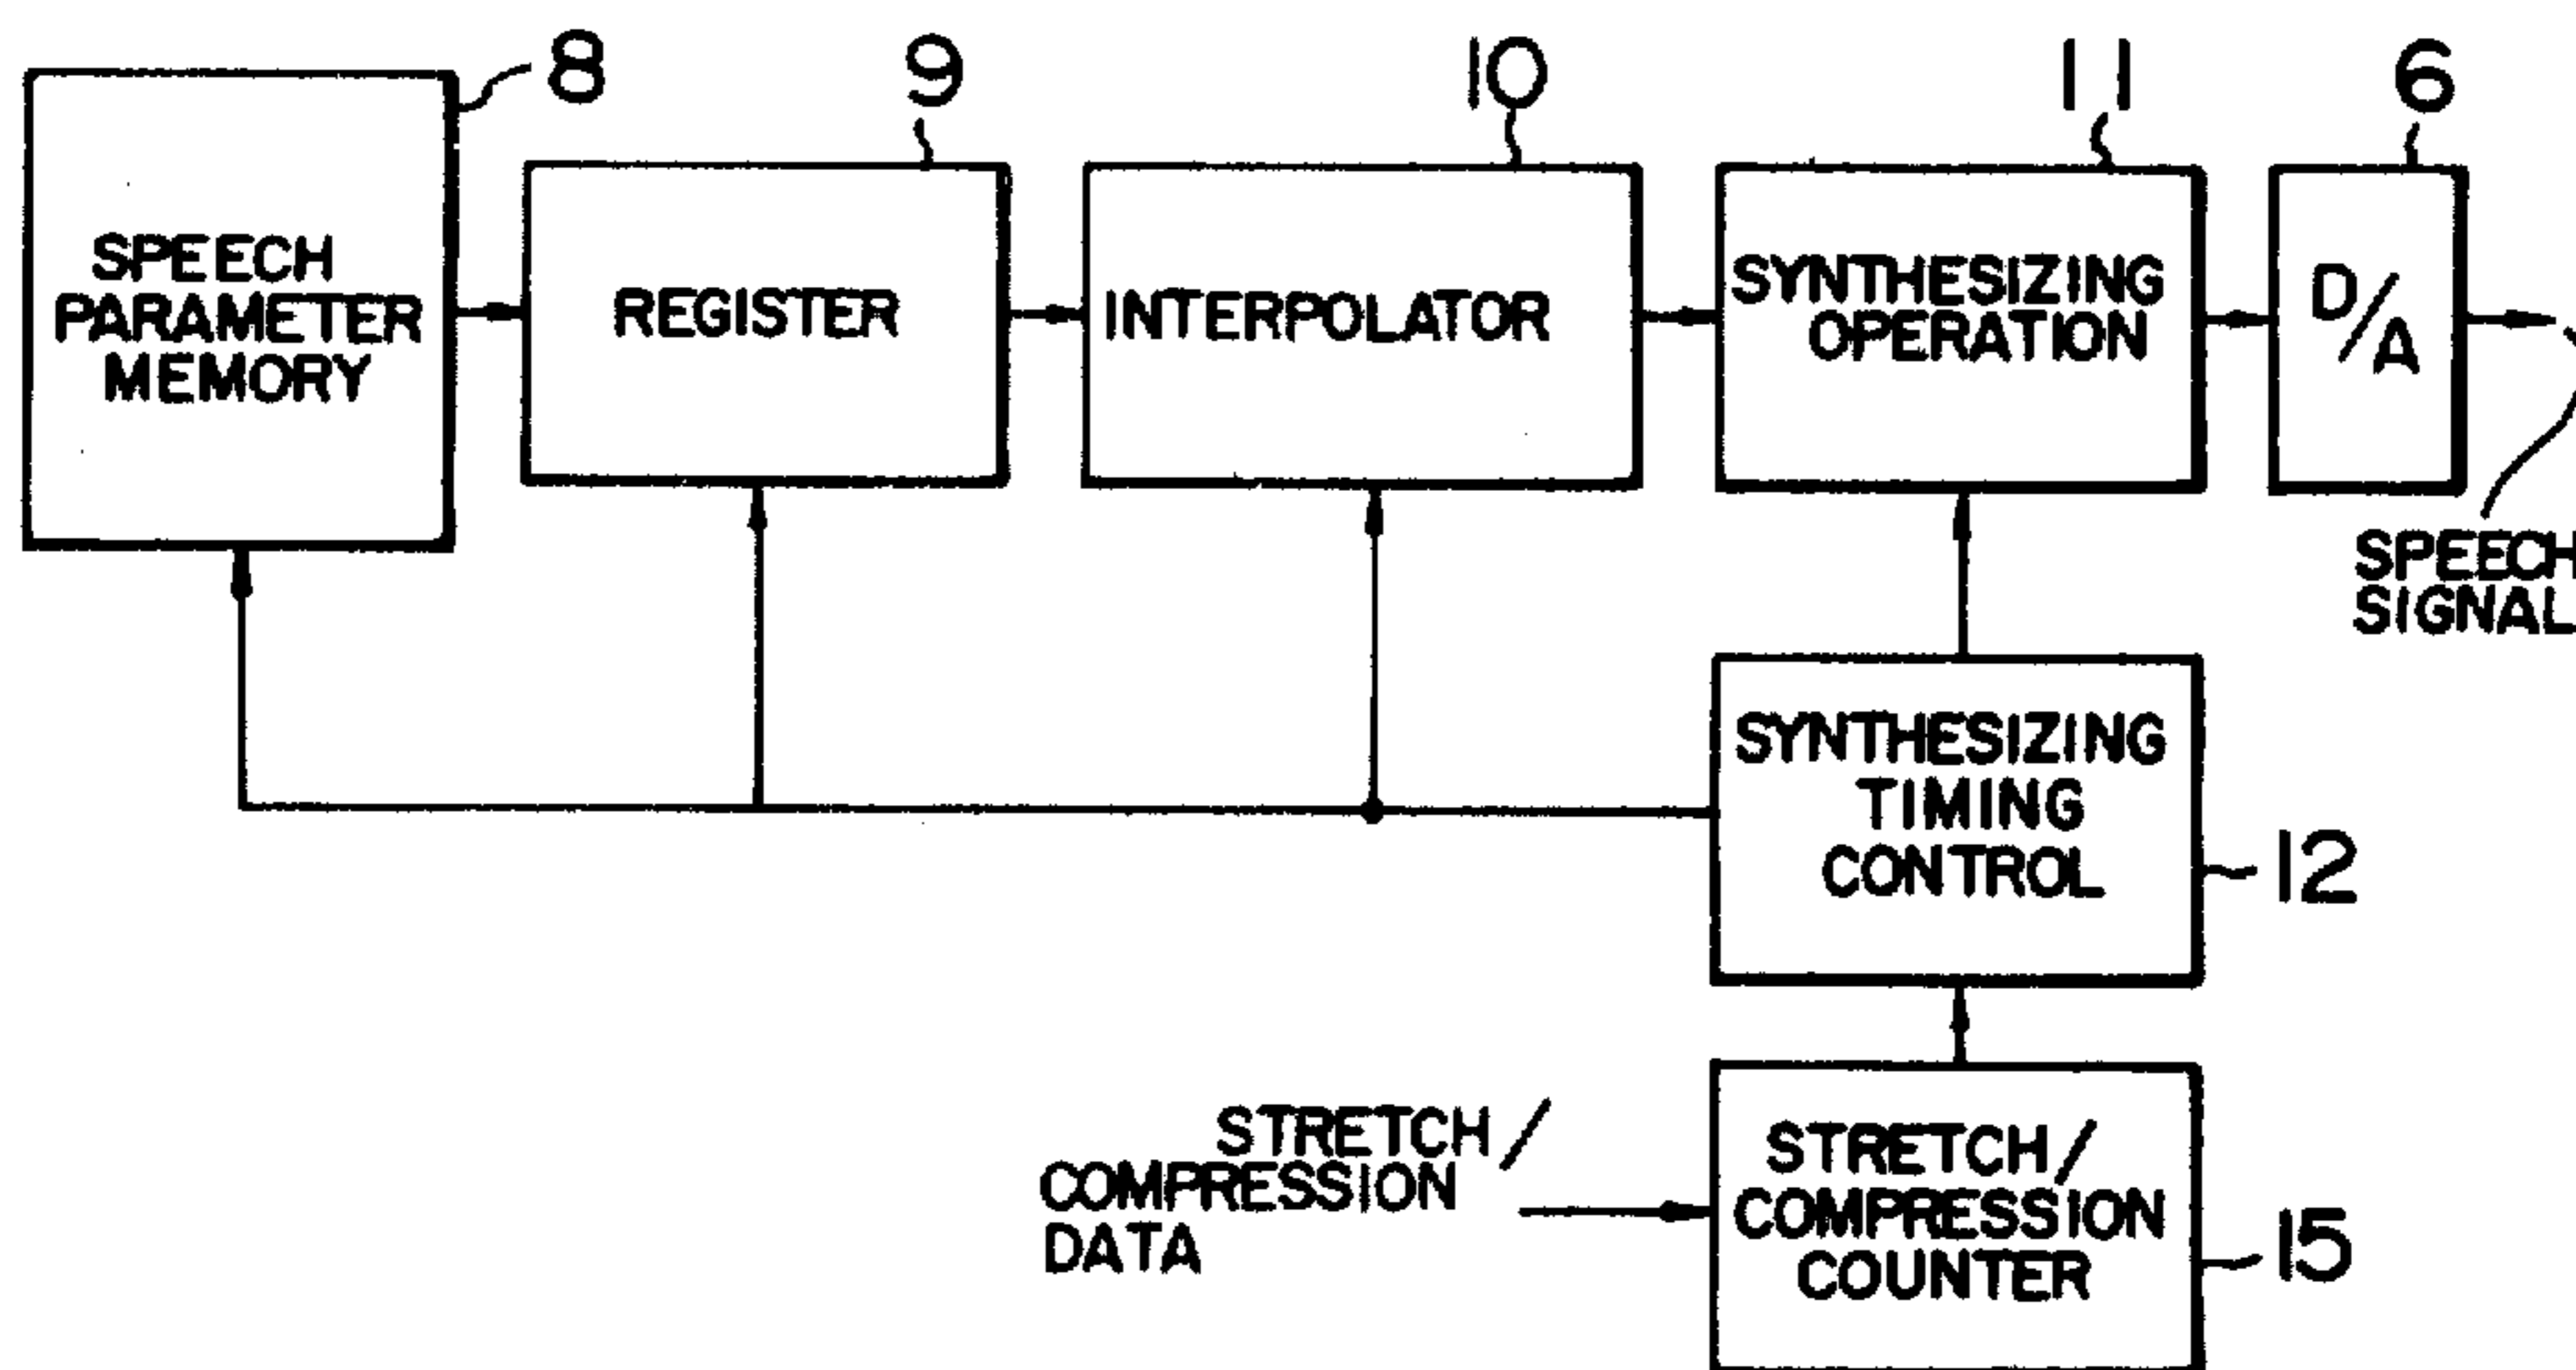 8
9
10
11
6
SPEECH
PARAMETER
MEMORY
REGISTER
INTERPOLATOR
SYNTHESIZING
OPERATION
D/A
SPEECH
SIGNAL
SYNTHESIZING
TIMING
CONTROL
12
STRETCH/
COMPRESSION
DATA
STRETCH/
COMPRESSION
COUNTER
15